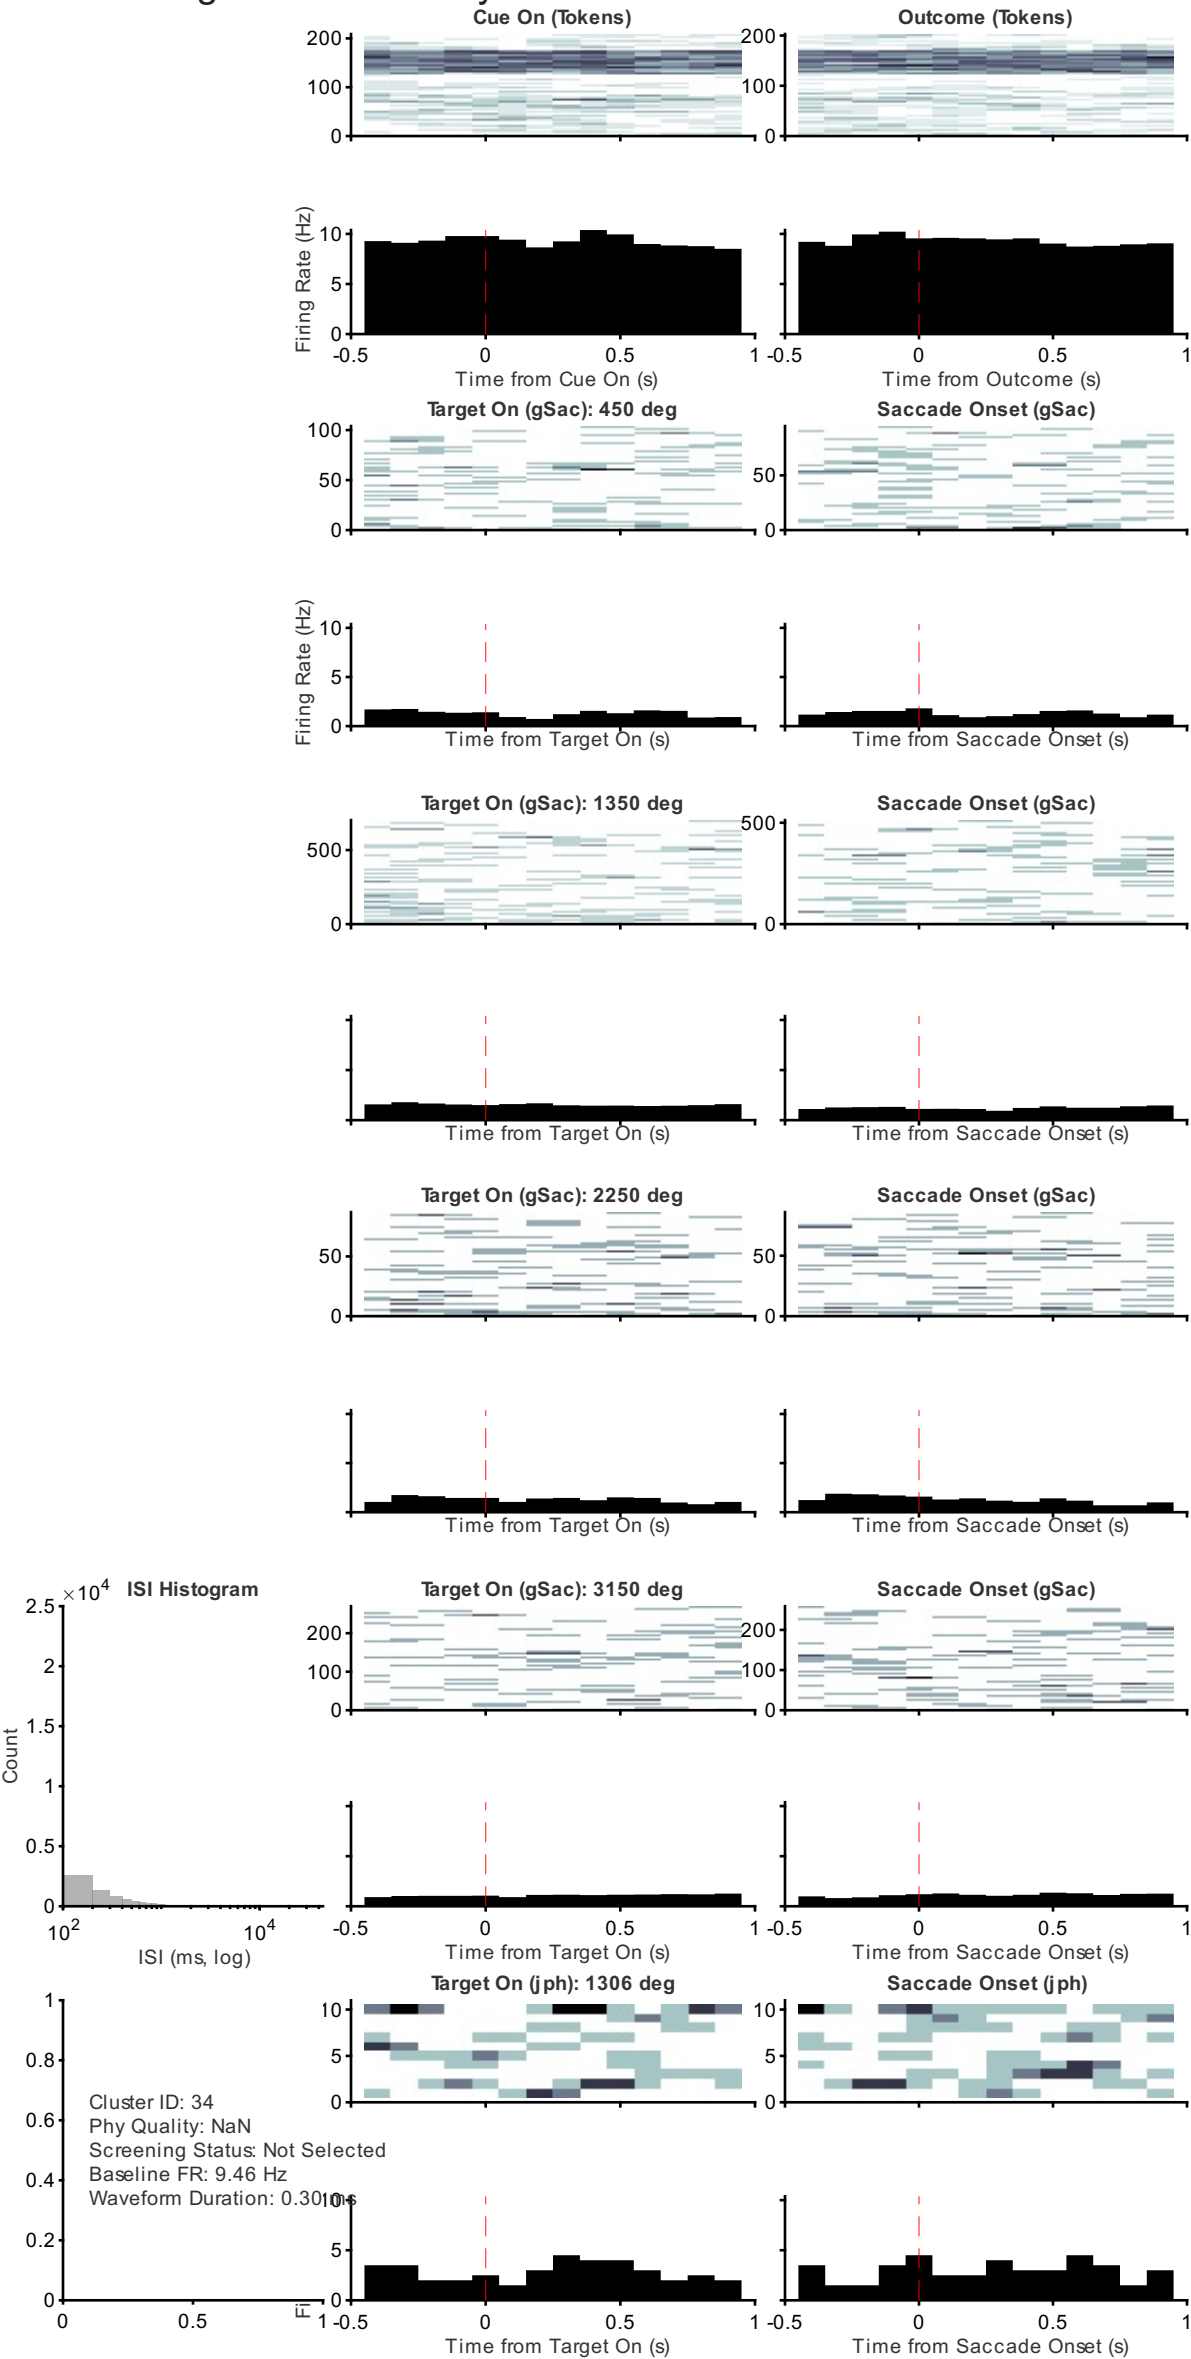 Cue On (Tokens)
Outcome (Tokens)
200
100
0
200
100
0
Firing Rate (Hz)
10
5
0
-0.5
0
0.5
1
-0.5
0
0.5
1
Time from Cue On (s)
Time from Outcome (s)
Target On (gSac): 450 deg
Saccade Onset (gSac)
100
50
0
50
0
Firing Rate (Hz)
10
5
0
Time from Target On (s)
Time from Saccade Onset (s)
Target On (gSac): 1350 deg
Saccade Onset (gSac)
500
0
500
0
Time from Target On (s)
Time from Saccade Onset (s)
Target On (gSac): 2250 deg
Saccade Onset (gSac)
50
0
50
0
Time from Target On (s)
Time from Saccade Onset (s)
×10^4
ISI Histogram
2.5
2
1.5
1
0.5
0
Count
10^2
10^4
ISI (ms, log)
Target On (gSac): 3150 deg
Saccade Onset (gSac)
200
100
0
200
100
0
-0.5
0
0.5
1
-0.5
0
0.5
1
Time from Target On (s)
Time from Saccade Onset (s)
Target On (jph): 1306 deg
Saccade Onset (jph)
10
5
0
10
5
0
1
0.8
0.6
0.4
0.2
0
0
0.5
1
Cluster ID: 34
Phy Quality: NaN
Screening Status: Not Selected
Baseline FR: 9.46 Hz
Waveform Duration: 0.30 ms
10
5
0
Fi
-0.5
0
0.5
1
-0.5
0
0.5
1
Time from Target On (s)
Time from Saccade Onset (s)